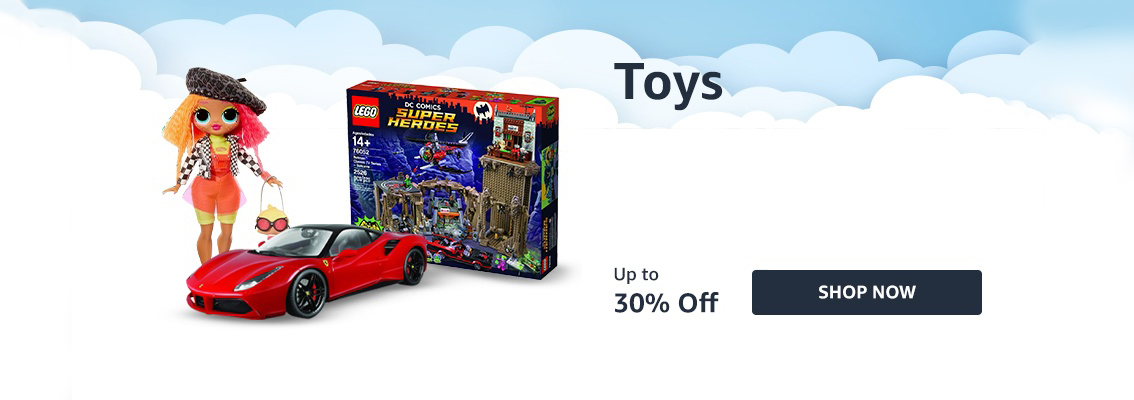 Toys
LEGO
DC COMICS
SUPER
HEROES
14+
76052
2526
Up to
30% Off
SHOP NOW